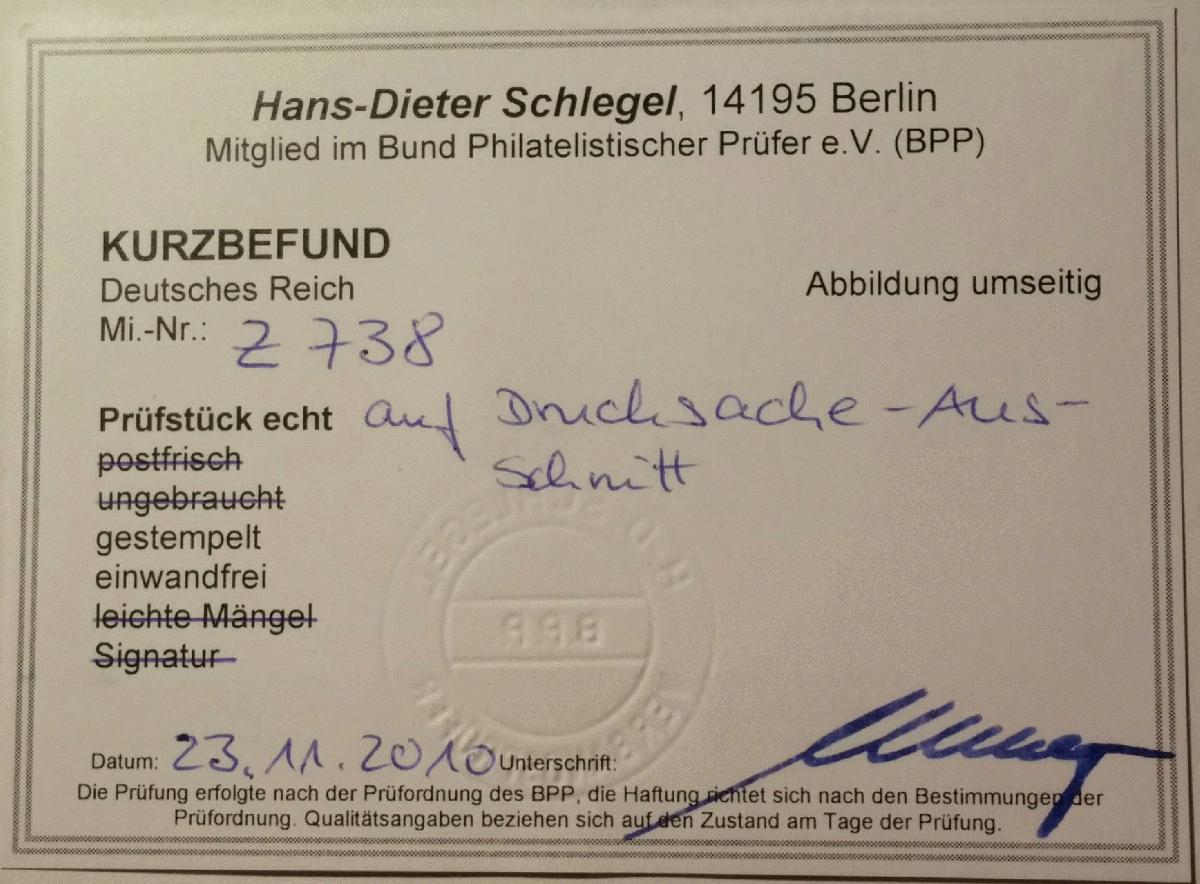 Hans-Dieter Schlegel, 14195 Berlin
Mitglied im Bund Philatelistischer Prüfer e.V. (BPP)
KURZBEFUND
Deutsches Reich
Abbildung umseitig
Mi.-Nr.: Z 738
Prüfstück echt auf Drucksache-Aus-
schnitt
postfrisch
ungebraucht
gestempelt
einwandfrei
leichte Mängel
Signatur
H-D. SCHLEGEL
B.P.P.
Datum: 23.11.2010 Unterschrift:
Die Prüfung erfolgte nach der Prüfordnung des BPP, die Haftung richtet sich nach den Bestimmungen der
Prüfordnung. Qualitätsangaben beziehen sich auf den Zustand am Tage der Prüfung.